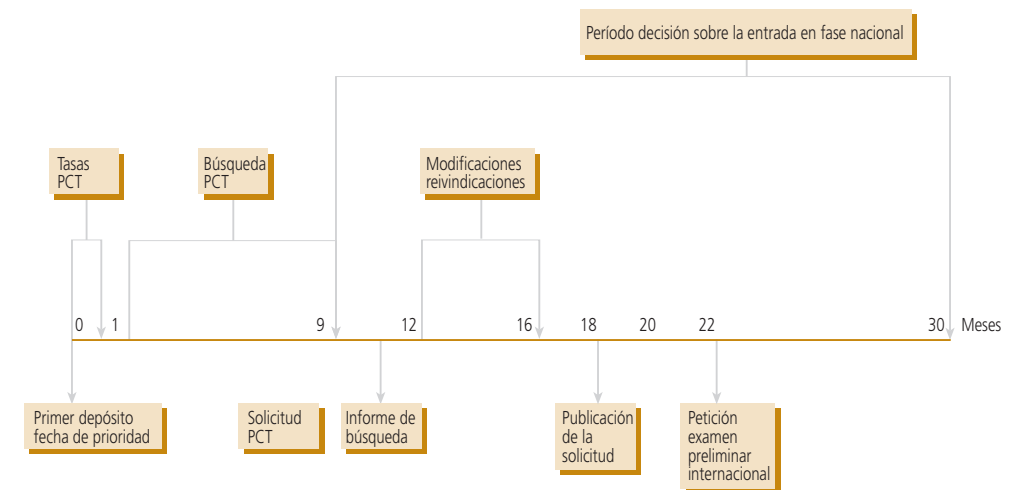 Período decisión sobre la entrada en fase nacional
Tasas
PCT
Búsqueda
PCT
Modificaciones
reivindicaciones
0 1 9 12 16 18 20 22 30 Meses
Primer depósito
fecha de prioridad
Solicitud
PCT
Informe de
búsqueda
Publicación
de la
solicitud
Petición
examen
preliminar
internacional